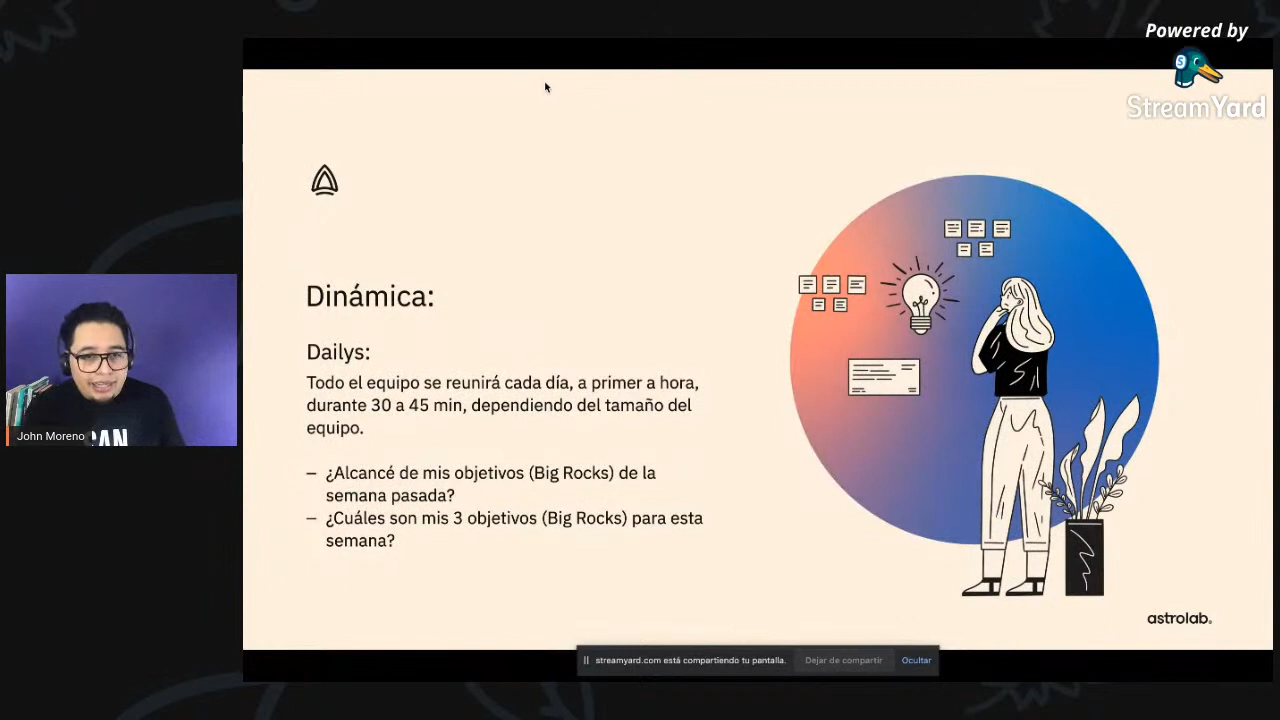 Powered by
StreamYard
Dinámica:
Dailys:
Todo el equipo se reunirá cada día, a primer a hora,
durante 30 a 45 min, dependiendo del tamaño del
equipo.
– ¿Alcancé de mis objetivos (Big Rocks) de la
semana pasada?
– ¿Cuáles son mis 3 objetivos (Big Rocks) para esta
semana?
John Moreno
CAN
astrolab.
streamyard.com está compartiendo tu pantalla.
Dejar de compartir
Ocultar